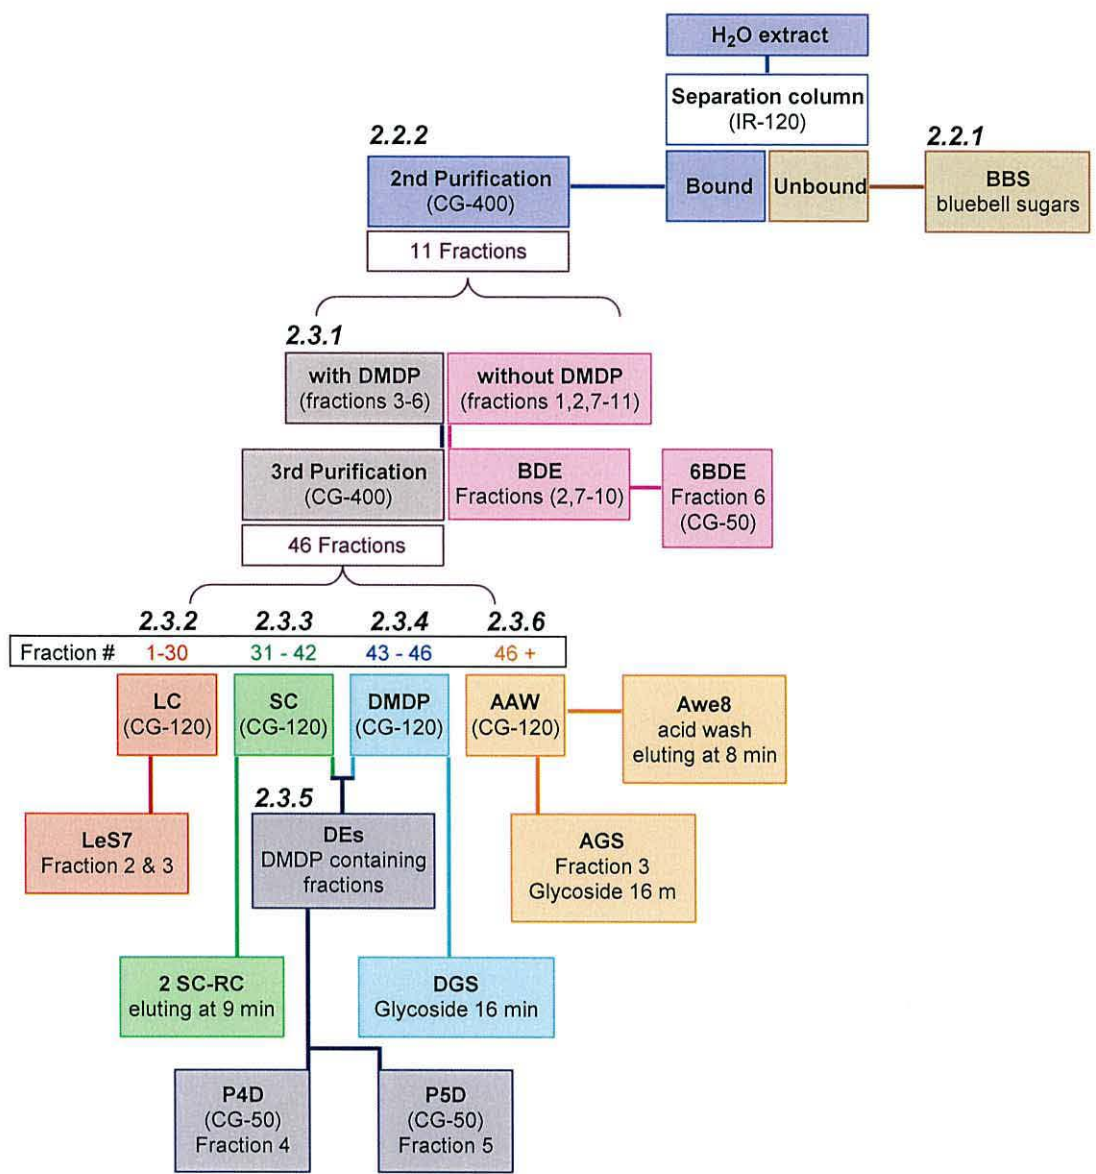 H₂O extract
Separation column
(IR-120)
2.2.2
2.2.1
2nd Purification
(CG-400)
Bound
Unbound
BBS
bluebell sugars
11 Fractions
2.3.1
with DMDP
(fractions 3-6)
without DMDP
(fractions 1,2,7-11)
3rd Purification
(CG-400)
BDE
Fractions (2,7-10)
6BDE
Fraction 6
(CG-50)
46 Fractions
2.3.2 2.3.3 2.3.4 2.3.6
Fraction # 1-30 31 - 42 43 - 46 46 +
LC
(CG-120)
SC
(CG-120)
DMDP
(CG-120)
AAW
(CG-120)
Awe8
acid wash
eluting at 8 min
2.3.5
LeS7
Fraction 2 & 3
DEs
DMDP containing
fractions
AGS
Fraction 3
Glycoside 16 m
2 SC-RC
eluting at 9 min
DGS
Glycoside 16 min
P4D
(CG-50)
Fraction 4
P5D
(CG-50)
Fraction 5